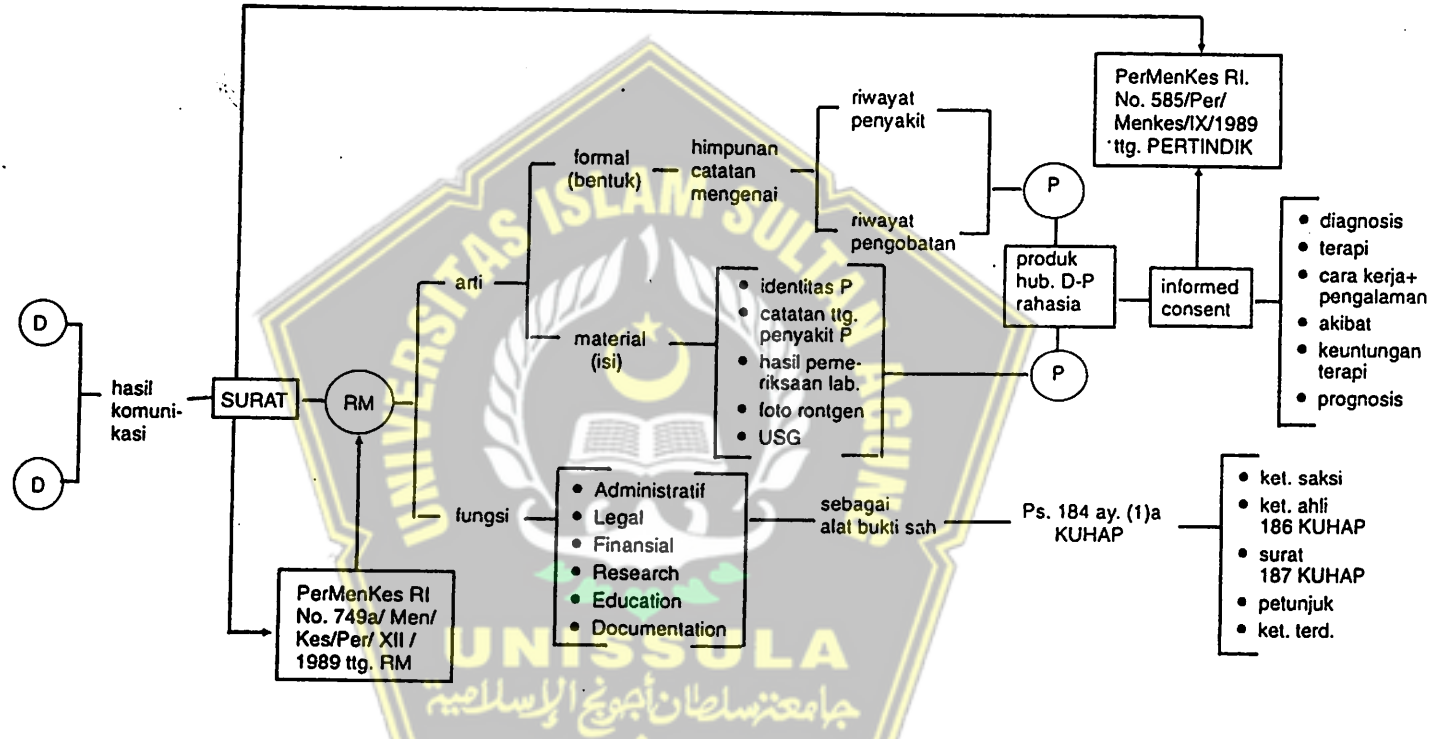 D
D
hasil
komuni-
kasi
SURAT
RM
PerMenKes RI
No. 749a/ Men/
Kes/Per/ XII /
1989 ttg. RM
arti
formal
(bentuk)
himpunan
catatan
mengenai
riwayat
penyakit
riwayat
pengobatan
P
material
(isi)
• identitas P
• catatan ttg.
penyakit P
• hasil peme-
riksaan lab.
• foto rontgen
• USG
P
produk
hub. D-P
rahasia
informed
consent
PerMenKes RI.
No. 585/Per/
Menkes/IX/1989
ttg. PERTINDIK
• diagnosis
• terapi
• cara kerja+
pengalaman
• akibat
• keuntungan
terapi
• prognosis
fungsi
• Administratif
• Legal
• Finansial
• Research
• Education
• Documentation
sebagai
alat bukti sah
Ps. 184 ay. (1)a
KUHAP
• ket. saksi
• ket. ahli
186 KUHAP
• surat
187 KUHAP
• petunjuk
• ket. terd.
UNIVERSITAS ISLAM SULTAN AGUNG
UNISSULA
جامعة سلطان أجونج الإسلامية